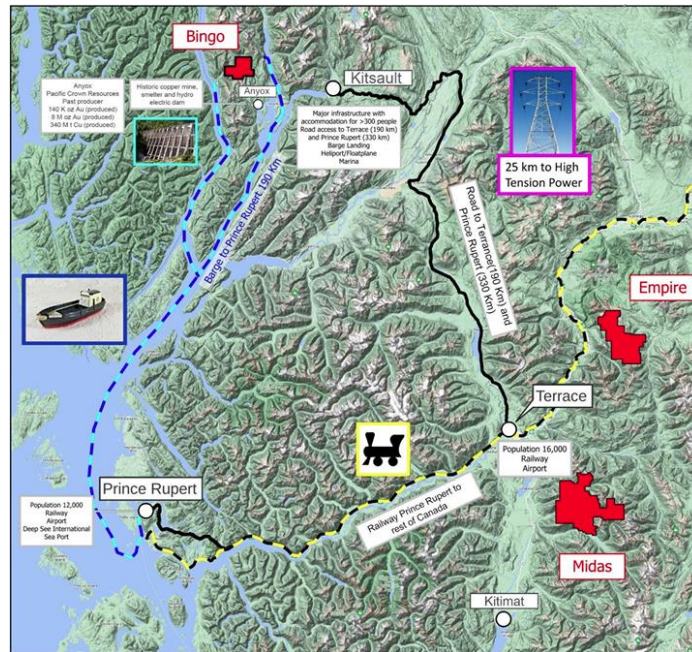 Bingo
Anyox
Pacific Crown Resources
Past producer
140 K oz Au (produced)
8 M oz Ag (produced)
340 M t Cu (produced)
Historic copper mine,
smelter and hydro
electric dam
Anyox
Kitsault
Major infrastructure with
accommodation for >300 people
Road access to Terrace (190 km)
and Prince Rupert (330 km)
Barge Landing
Heliport/Floatplane
Marina
25 km to High
Tension Power
Barge to Prince Rupert 190 Km
Road to Terrance(190 Km) and
Prince Rupert (330 Km)
Empire
Terrace
Population 16,000
Railway
Airport
Prince Rupert
Population 12,000
Railway
Airport
Deep See International
Sea Port
Railway Prince Rupert to
rest of Canada
Midas
Kitimat